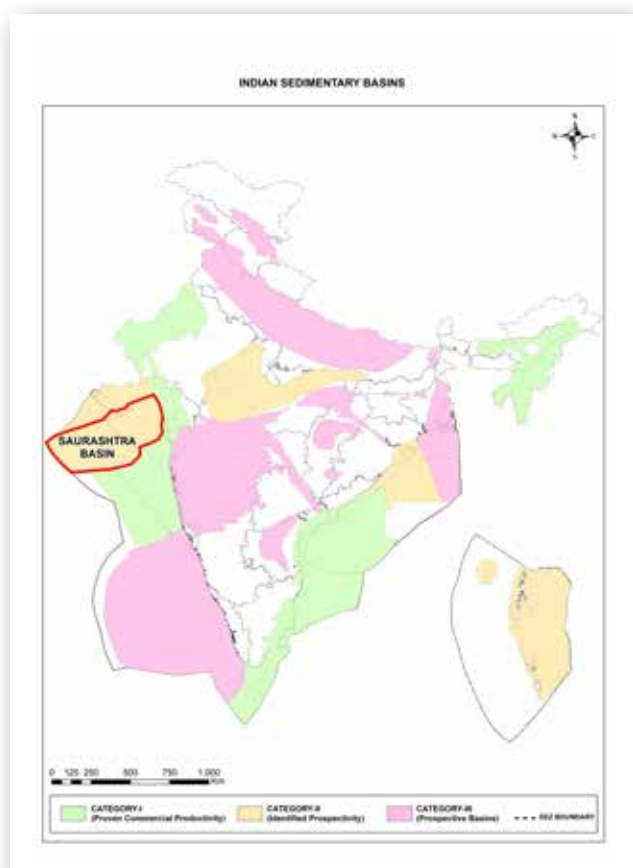 INDIAN SEDIMENTARY BASINS
N
W E
S
SAURASHTRA
BASIN
0 125 250 500 750 1,000
Km
CATEGORY-I
(Proven Commercial Productivity)
CATEGORY-II
(Identified Prospectivity)
CATEGORY-III
(Prospective Basins)
EEZ BOUNDARY